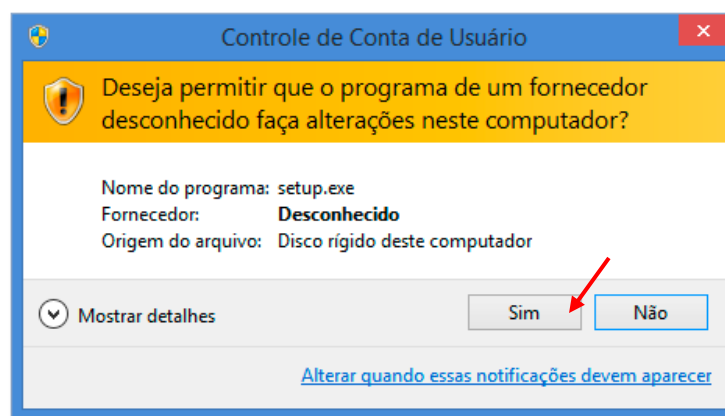 Controle de Conta de Usuário
Deseja permitir que o programa de um fornecedor
desconhecido faça alterações neste computador?
Nome do programa: setup.exe
Fornecedor: Desconhecido
Origem do arquivo: Disco rígido deste computador
Mostrar detalhes Sim Não
Alterar quando essas notificações devem aparecer